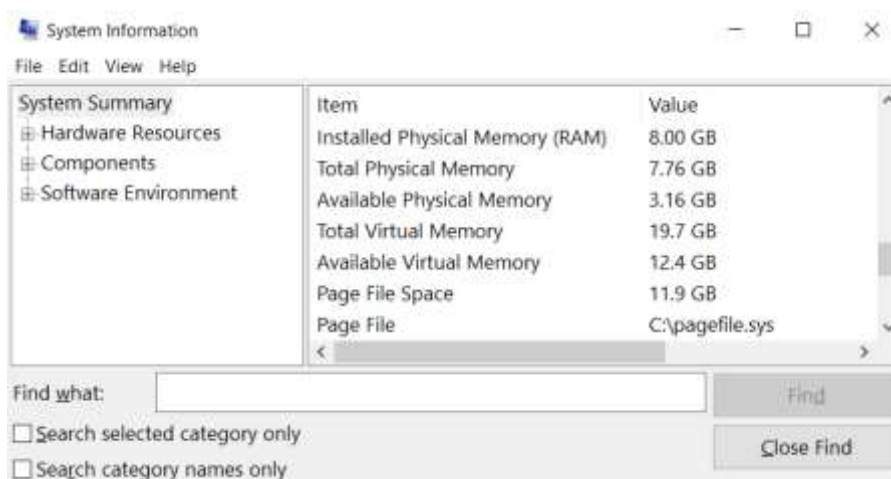 System Information
File Edit View Help
System Summary
Hardware Resources
Components
Software Environment
Item Value
Installed Physical Memory (RAM) 8.00 GB
Total Physical Memory 7.76 GB
Available Physical Memory 3.16 GB
Total Virtual Memory 19.7 GB
Available Virtual Memory 12.4 GB
Page File Space 11.9 GB
Page File C:\pagefile.sys
Find what:
Find
Search selected category only
Close Find
Search category names only